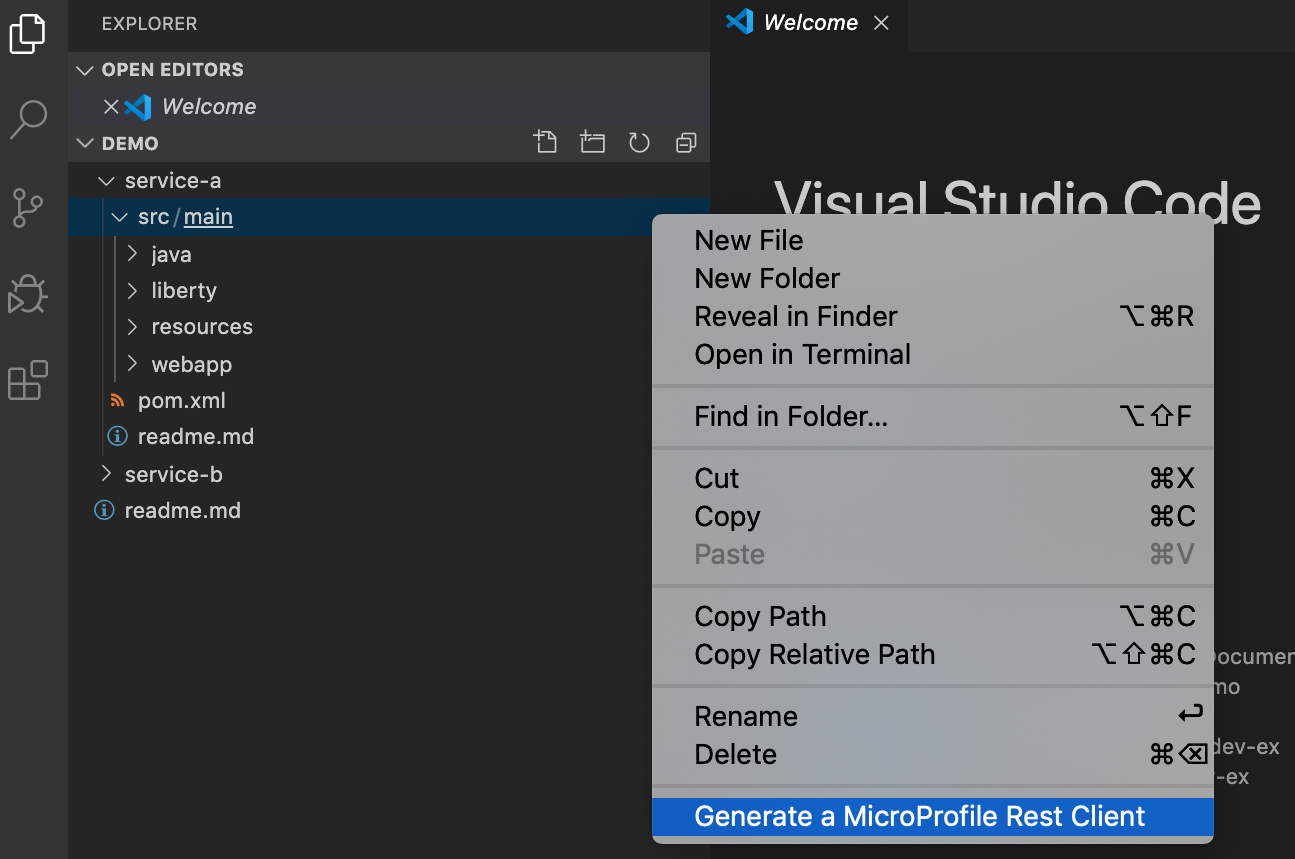 EXPLORER
Welcome
OPEN EDITORS
Welcome
DEMO
service-a
src/main
java
liberty
resources
webapp
pom.xml
readme.md
service-b
readme.md
Visual Studio Code
New File
New Folder
Reveal in Finder ⌥⌘R
Open in Terminal
Find in Folder... ⌥⇧F
Cut ⌘X
Copy ⌘C
Paste ⌘V
Copy Path ⌥⌘C
Copy Relative Path ⌥⇧⌘C
Rename ↩
Delete ⌘⌫
Generate a MicroProfile Rest Client
dev-ex
-ex